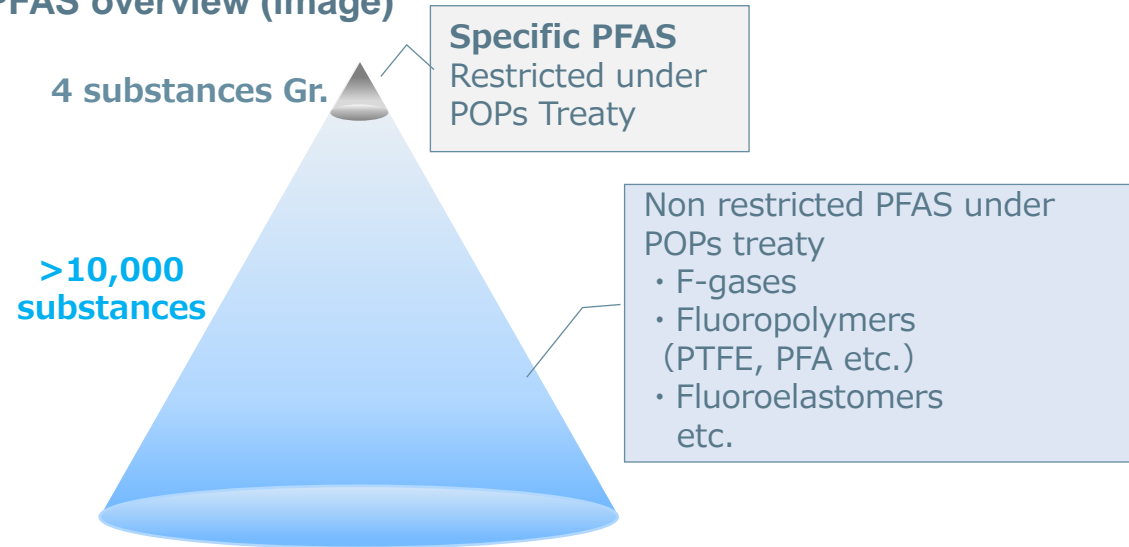 PFAS overview (image)
Specific PFAS
Restricted under
POPs Treaty
4 substances Gr.
Non restricted PFAS under
POPs treaty
・F-gases
・Fluoropolymers
（PTFE, PFA etc.）
・Fluoroelastomers
etc.
>10,000
substances